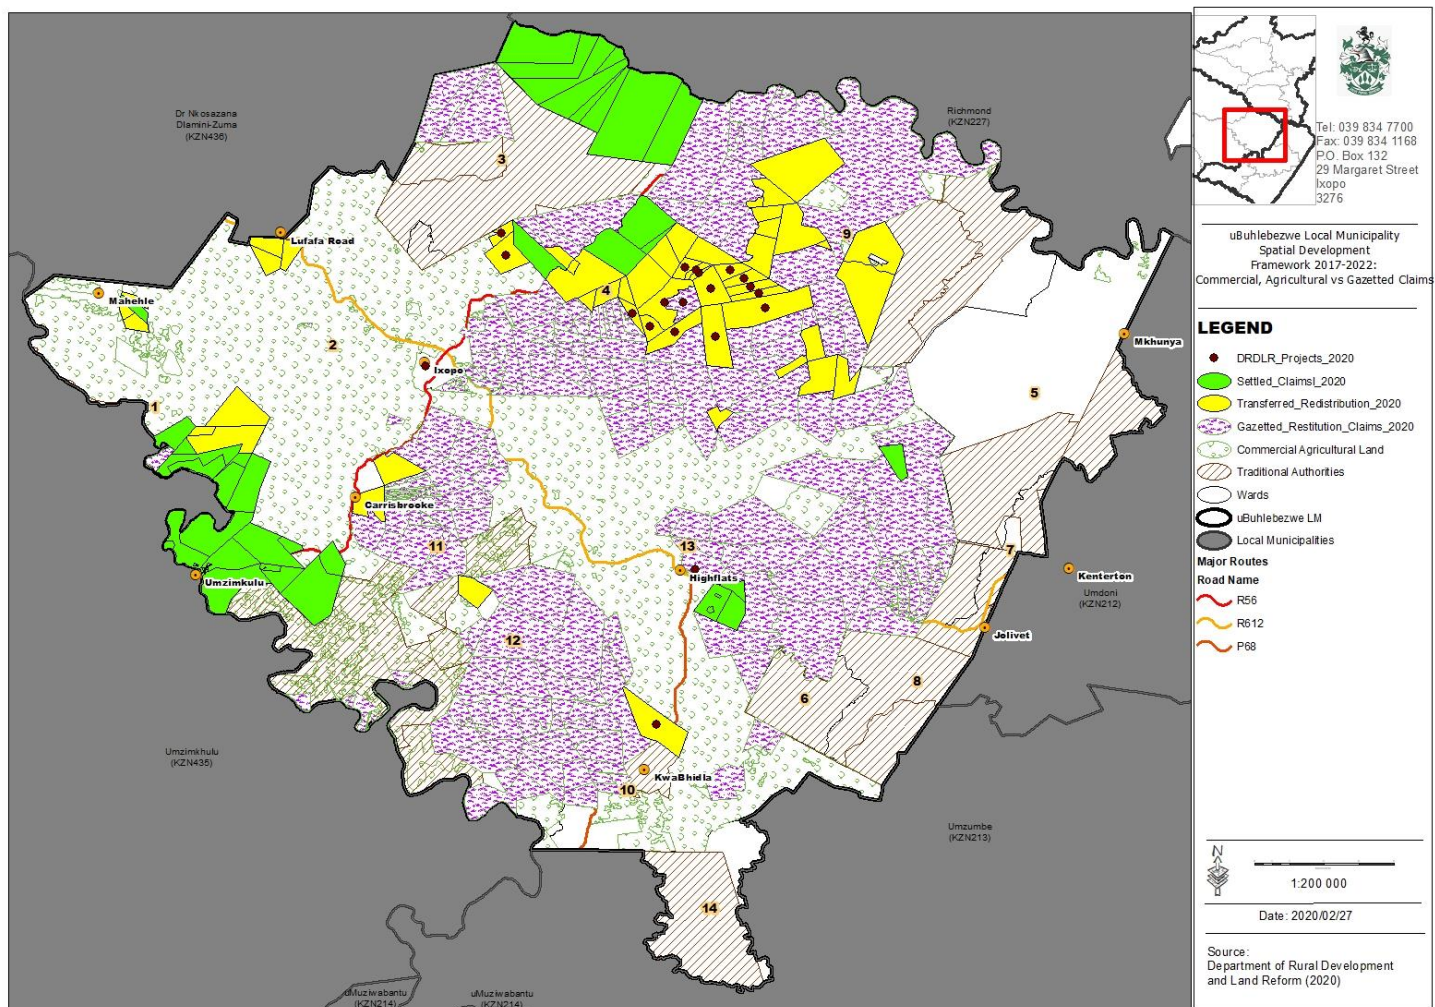 Dr Nkosazana
Dlamini-Zuma
(KZN436)
Richmond
(KZN227)
3
Lufafa Road
9
Mahehle
4
2
Mkhunya
Ixopo
5
1
Carrisbrooke
11
13
7
Umzimkulu
Highflats
Kenterton
Umdoni
(KZN212)
12
Jolivet
6
8
Umzimkhulu
(KZN435)
KwaBhidla
10
Umzumbe
(KZN213)
14
uMuziwabantu
(KZN214)
uMuziwabantu
(KZN214)
Tel: 039 834 7700
Fax: 039 834 1168
P.O. Box 132
29 Margaret Street
Ixopo
3276
uBuhlebezwe Local Municipality
Spatial Development
Framework 2017-2022:
Commercial, Agricultural vs Gazetted Claims
LEGEND
DRDLR_Projects_2020
Settled_Claimsl_2020
Transferred_Redistribution_2020
Gazetted_Restitution_Claims_2020
Commercial Agricultural Land
Traditional Authorities
Wards
uBuhlebezwe LM
Local Municipalities
Major Routes
Road Name
R56
R612
P68
N
1:200 000
Date: 2020/02/27
Source:
Department of Rural Development
and Land Reform (2020)